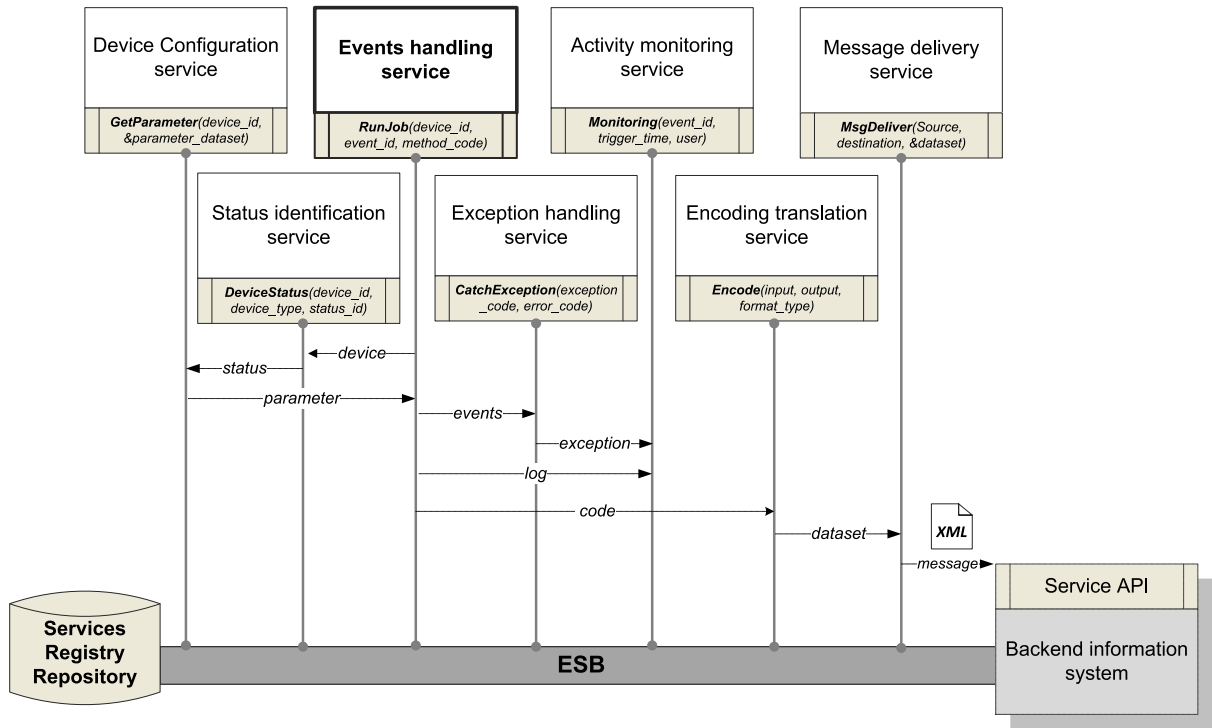 Device Configuration
service
GetParameter(device_id,
&parameter_dataset)
Events handling
service
RunJob(device_id,
event_id, method_code)
Activity monitoring
service
Monitoring(event_id,
trigger_time, user)
Message delivery
service
MsgDeliver(Source,
destination, &dataset)
Status identification
service
DeviceStatus(device_id,
device_type, status_id)
Exception handling
service
CatchException(exception
_code, error_code)
Encoding translation
service
Encode(input, output,
format_type)
device
status
parameter
events
exception
log
code
dataset
XML
message
Service API
Backend information
system
Services
Registry
Repository
ESB